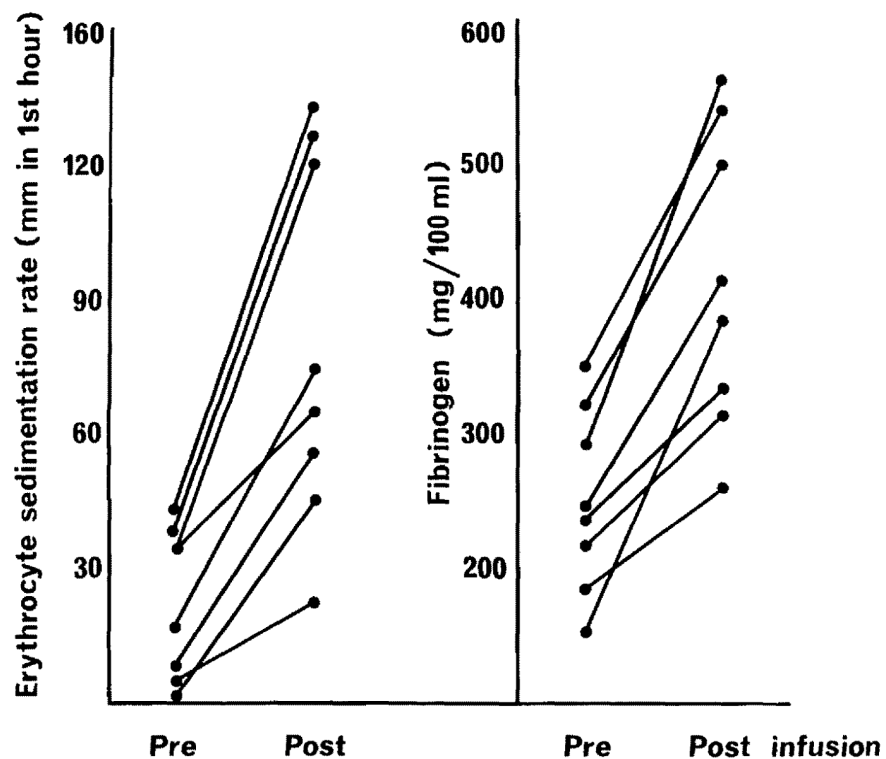 Erythrocyte sedimentation rate (mm in 1st hour)
160
120
90
60
30
Pre
Post
Fibrinogen (mg/100 ml)
600
500
400
300
200
Pre
Post infusion